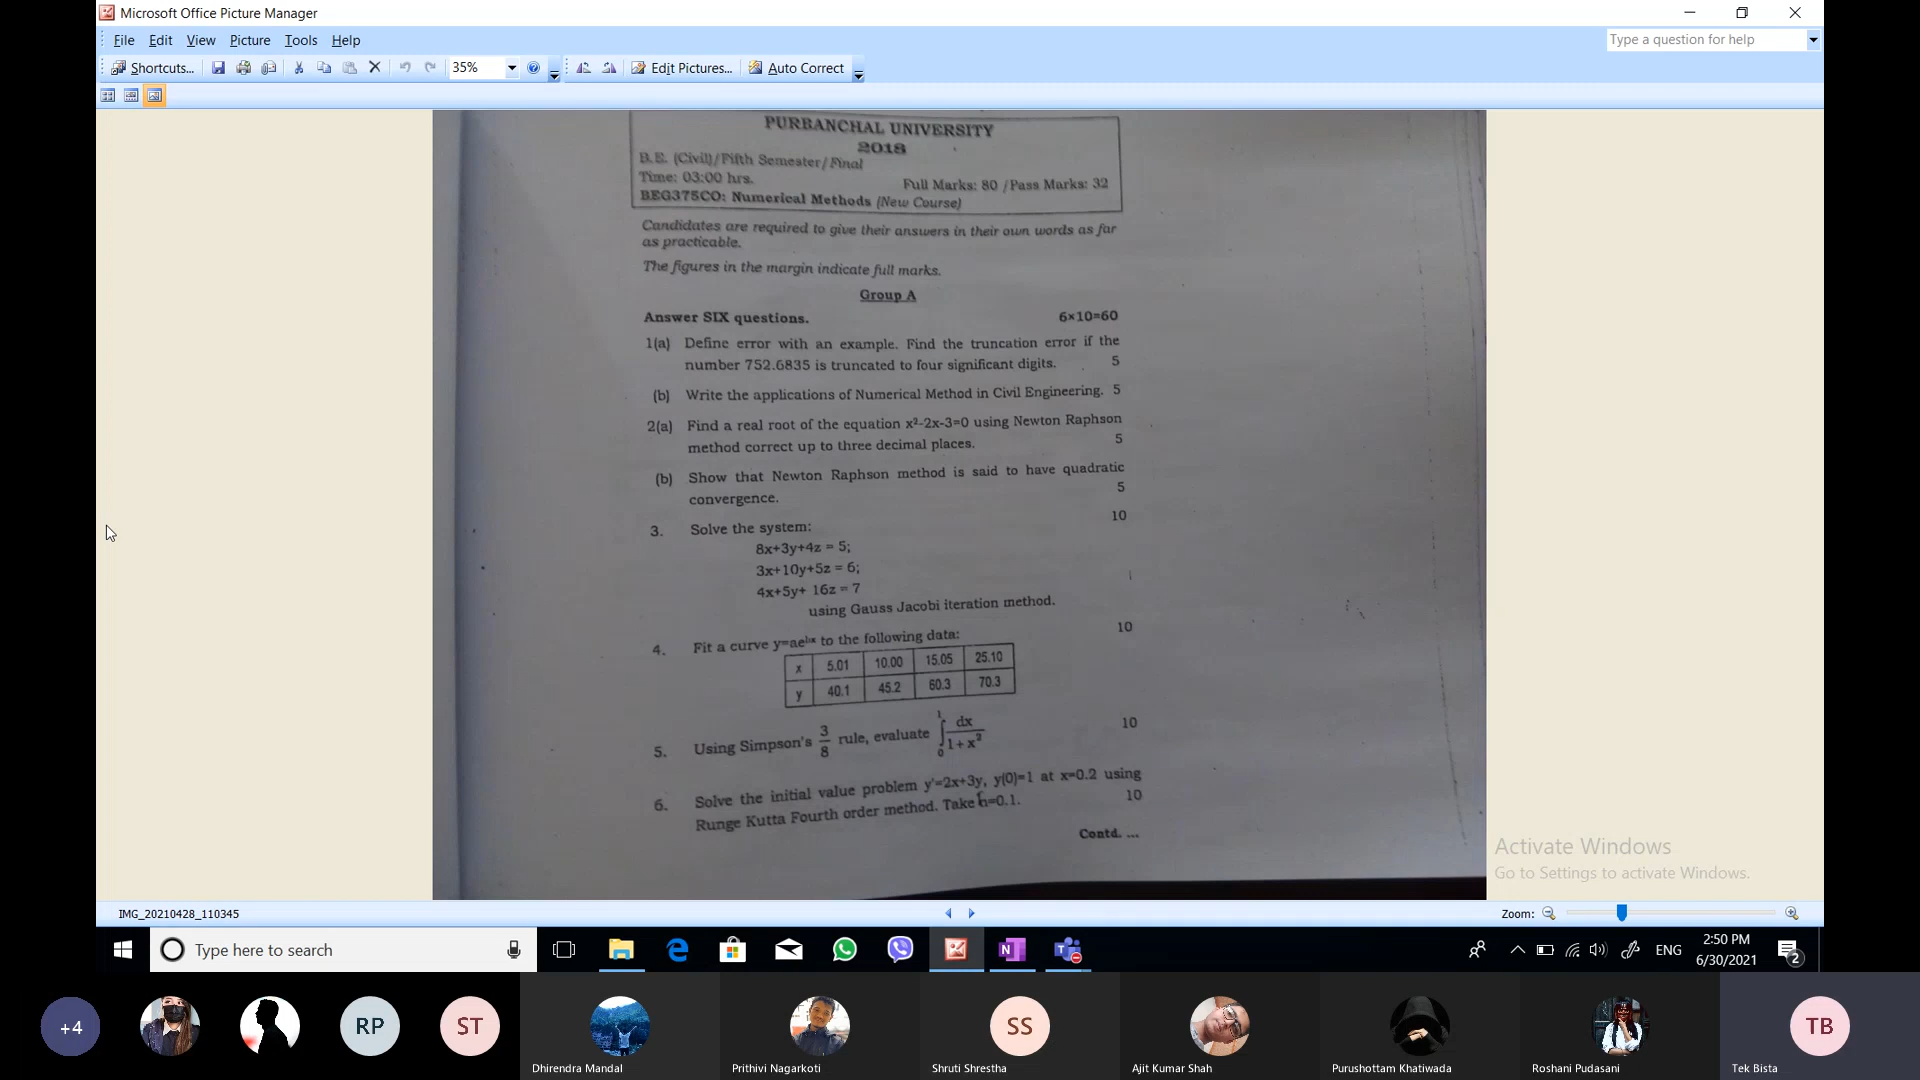 Microsoft Office Picture Manager
File Edit View Picture Tools Help
Type a question for help
Shortcuts... 35% Edit Pictures... Auto Correct
PURBANCHAL UNIVERSITY
2018
B.E. (Civil)/Fifth Semester/Final
Time: 03:00 hrs. Full Marks: 80 /Pass Marks: 32
BEG375CO: Numerical Methods (New Course)
Candidates are required to give their answers in their own words as far
as practicable.
The figures in the margin indicate full marks.
Group A
Answer SIX questions. 6×10=60
1(a) Define error with an example. Find the truncation error if the
number 752.6835 is truncated to four significant digits. 5
(b) Write the applications of Numerical Method in Civil Engineering. 5
2(a) Find a real root of the equation x²-2x-3=0 using Newton Raphson
method correct up to three decimal places. 5
(b) Show that Newton Raphson method is said to have quadratic
convergence. 5
3. Solve the system: 10
8x+3y+4z = 5;
3x+10y+5z = 6;
4x+5y+ 16z = 7
using Gauss Jacobi iteration method.
4. Fit a curve y=ae^bx to the following data: 10
x 5.01 10.00 15.05 25.10
y 40.1 45.2 60.3 70.3
5. Using Simpson's 3/8 rule, evaluate ∫₀¹ dx/(1+x²) 10
6. Solve the initial value problem y'=2x+3y, y(0)=1 at x=0.2 using
Runge Kutta Fourth order method. Take h=0.1. 10
Contd. ...
Activate Windows
Go to Settings to activate Windows.
IMG_20210428_110345 Zoom:
Type here to search
ENG 2:50 PM
6/30/2021
2
+4 RP ST SS TB
Dhirendra Mandal Prithivi Nagarkoti Shruti Shrestha Ajit Kumar Shah Purushottam Khatiwada Roshani Pudasani Tek Bista